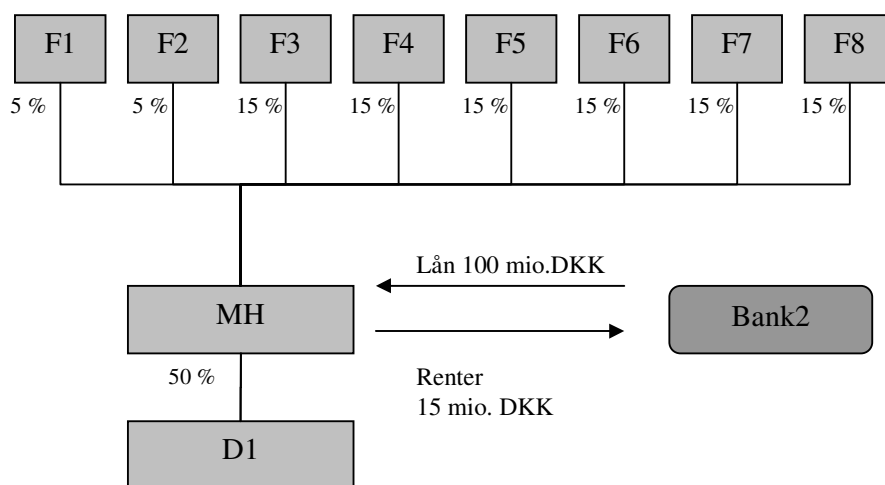 F1 F2 F3 F4 F5 F6 F7 F8
5 % 5 % 15 % 15 % 15 % 15 % 15 % 15 %
Lån 100 mio.DKK
MH Bank2
50 % Renter
15 mio. DKK
D1